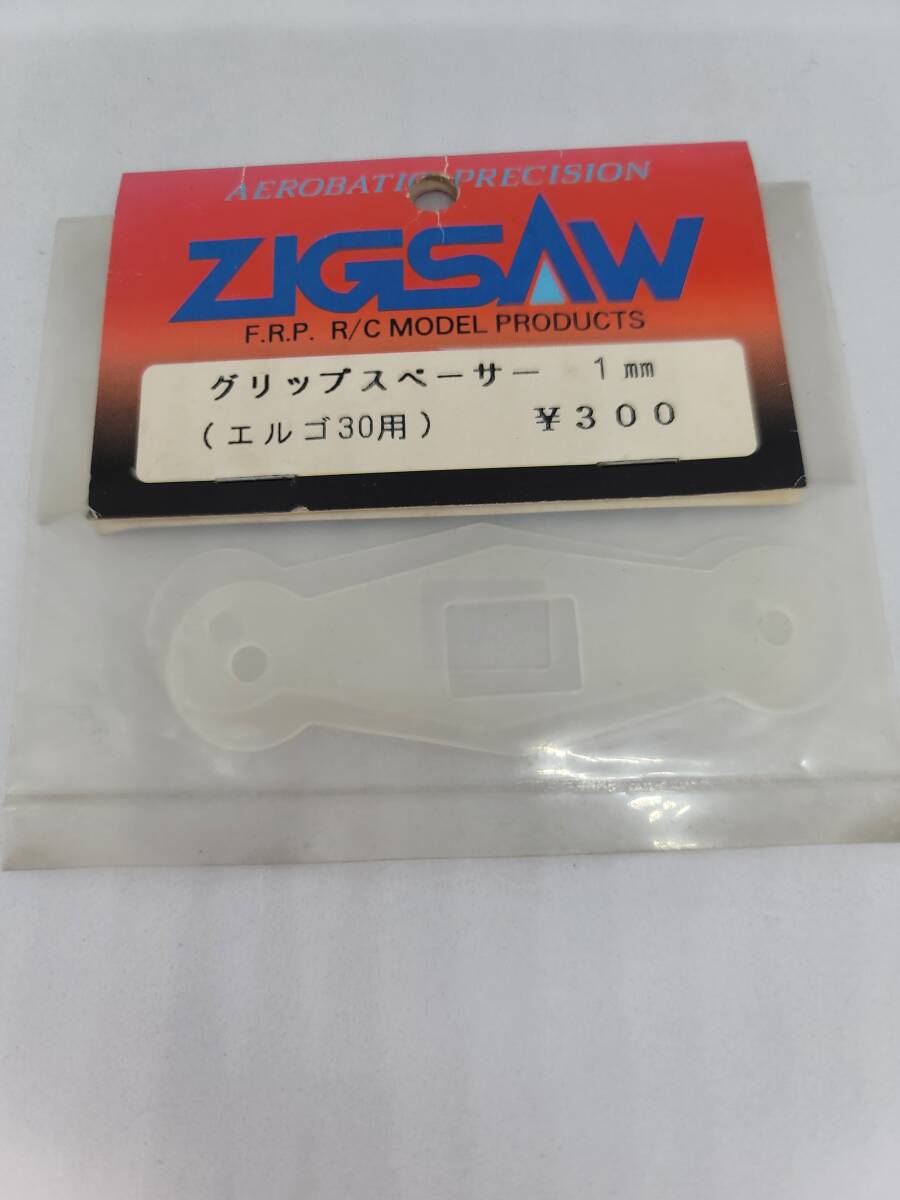 AEROBATIC PRECISION
ZIGSAW
F.R.P. R/C MODEL PRODUCTS
グリップスペーサー 1mm
(エルゴ30用) ¥300